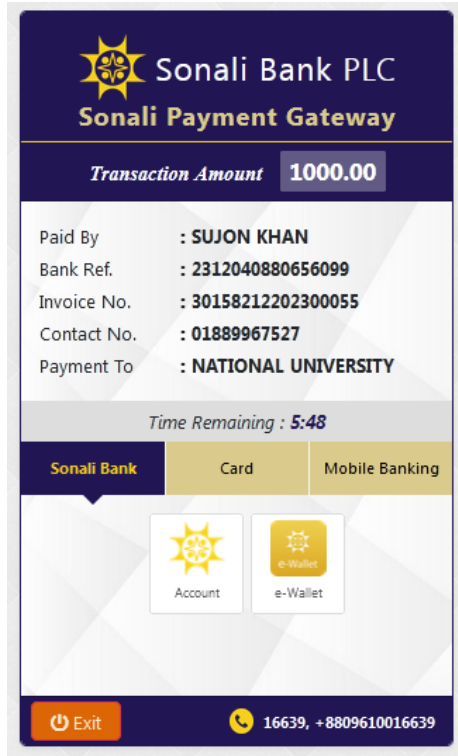 Sonali Bank PLC
Sonali Payment Gateway
Transaction Amount 1000.00
Paid By : SUJON KHAN
Bank Ref. : 2312040880656099
Invoice No. : 30158212202300055
Contact No. : 01889967527
Payment To : NATIONAL UNIVERSITY
Time Remaining : 5:48
Sonali Bank Card Mobile Banking
e-Wallet
Account e-Wallet
Exit 16639, +8809610016639